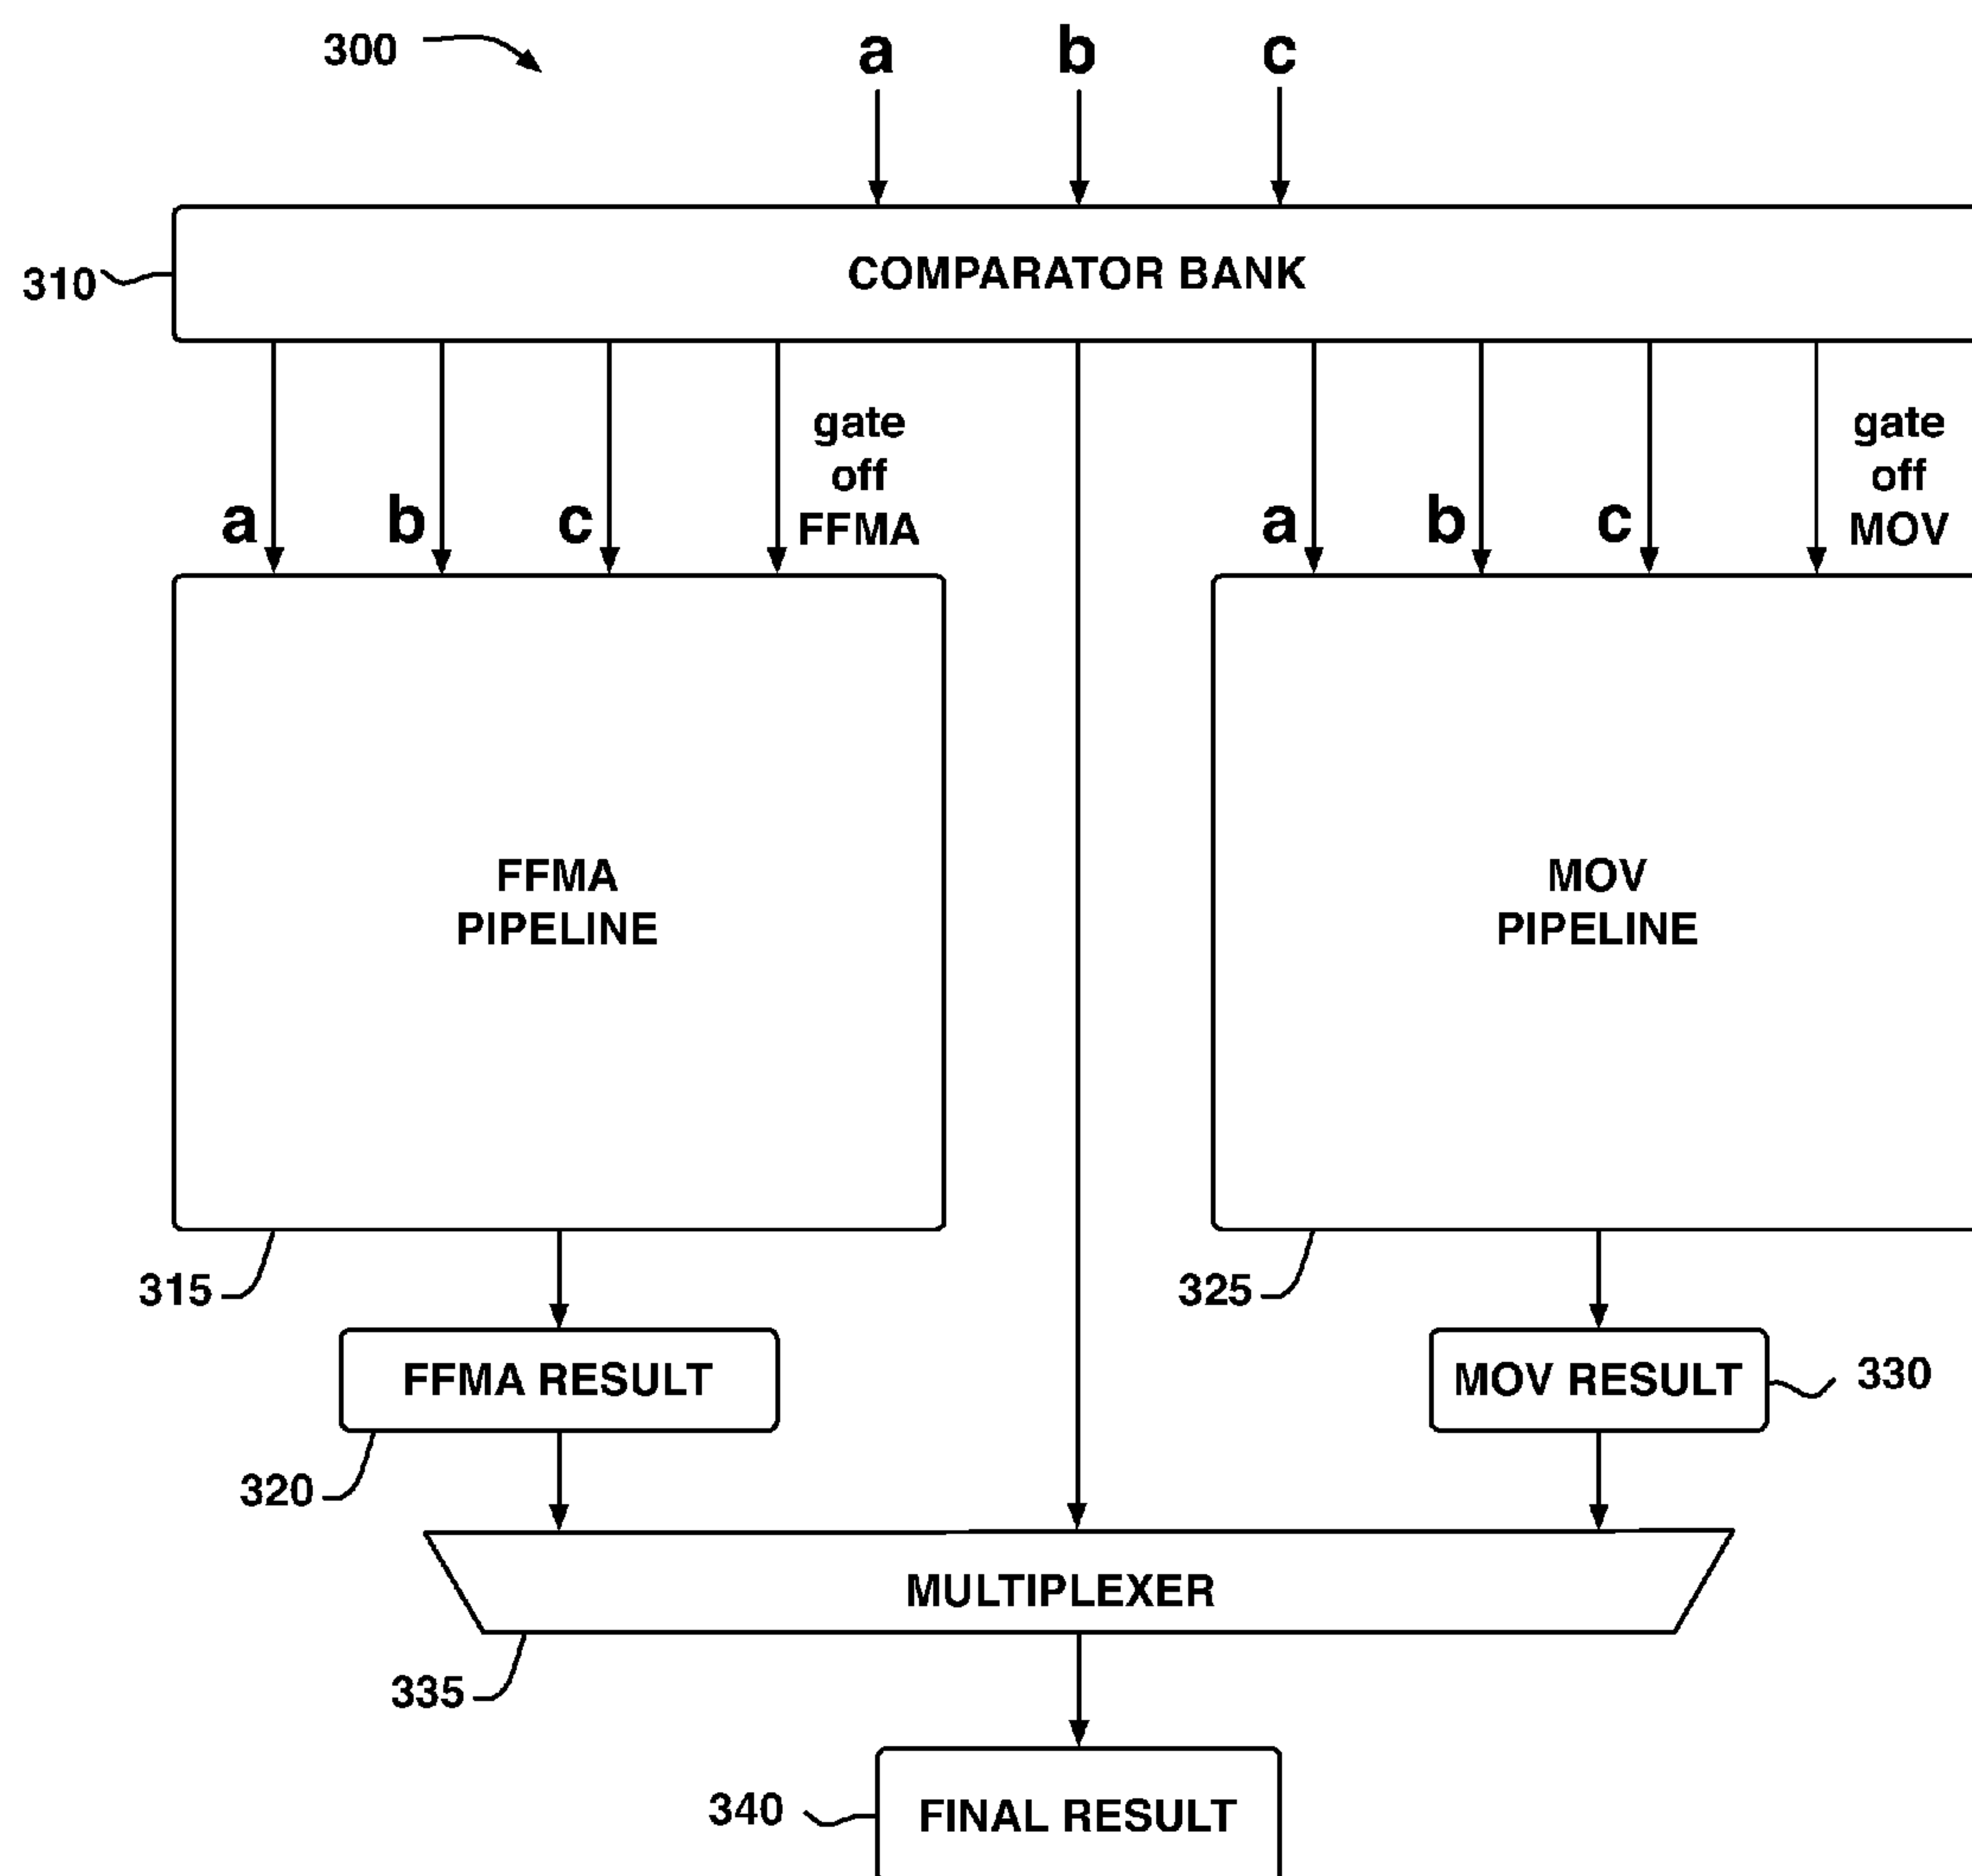 300
a b c
310
COMPARATOR BANK
gate
off
FFMA
a b c
gate
off
MOV
a b c
FFMA
PIPELINE
MOV
PIPELINE
315
325
FFMA RESULT
MOV RESULT
330
320
MULTIPLEXER
335
340
FINAL RESULT